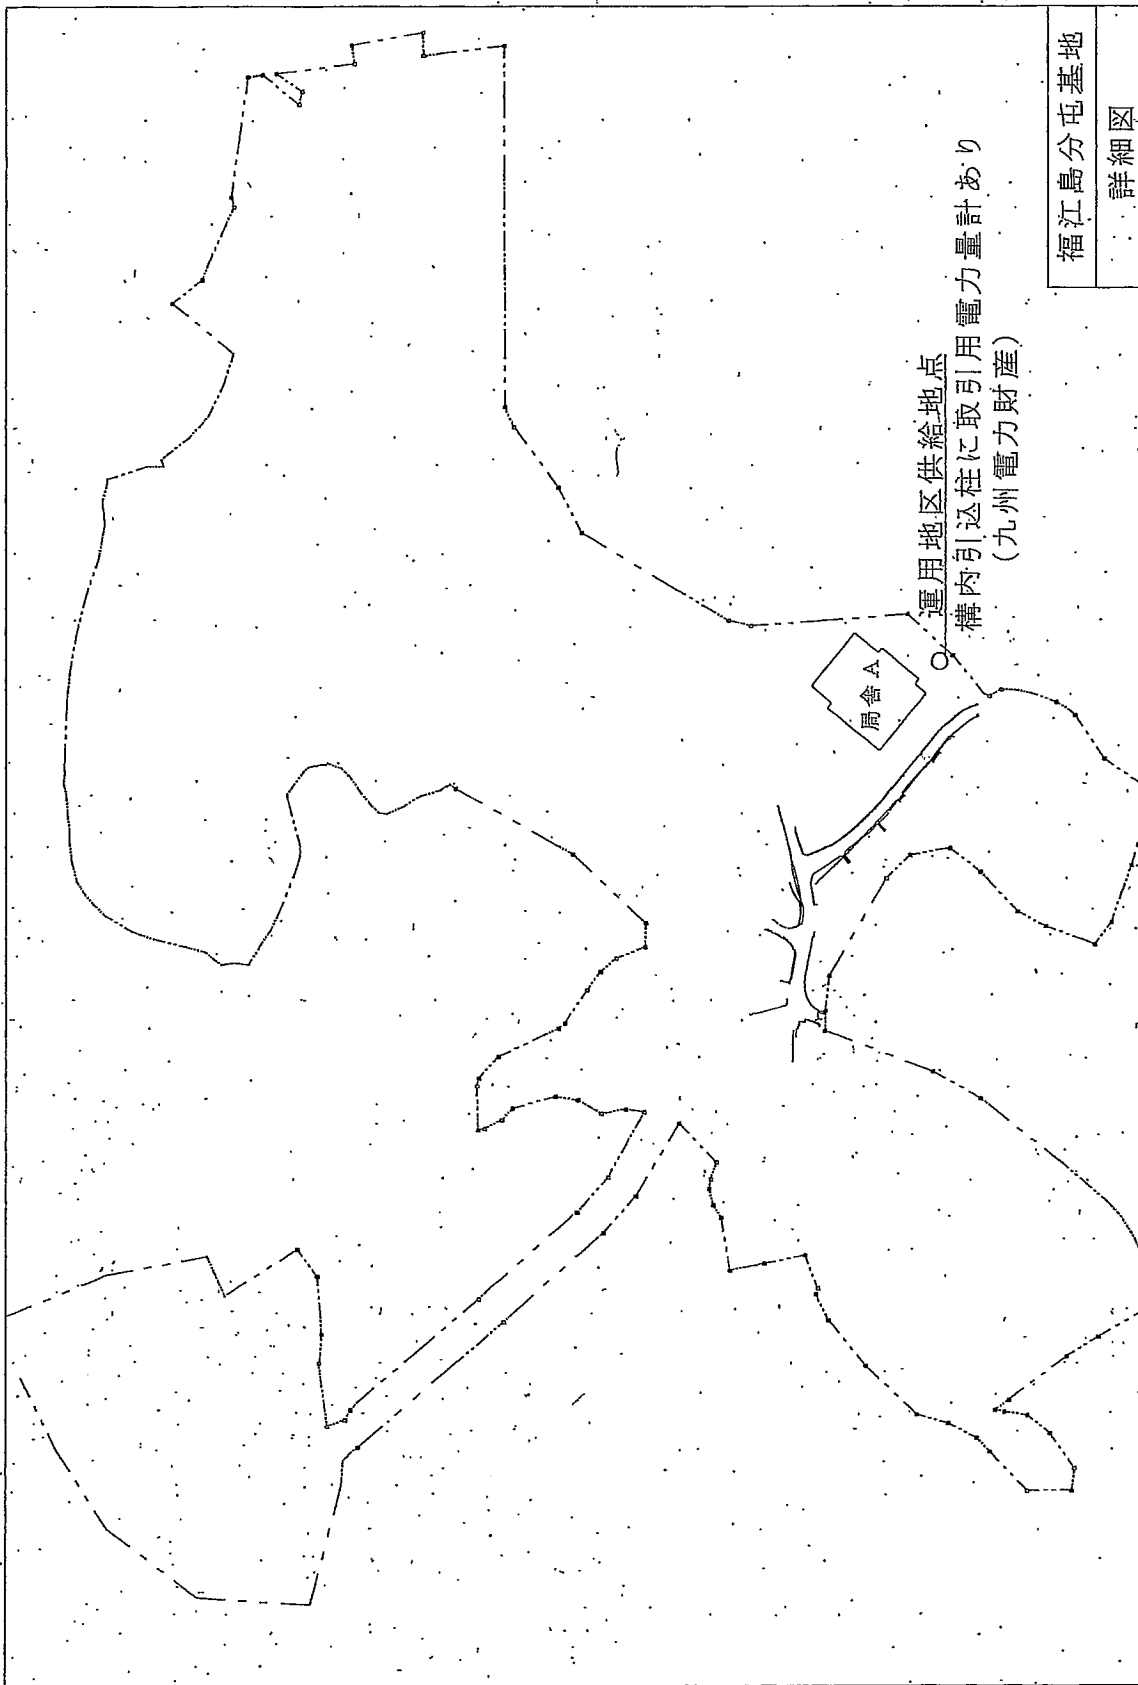 運用地区供給地点
構内引込柱に取引用電力量計あり
(九州電力財産)
局舎A
福江島分屯基地
詳細図